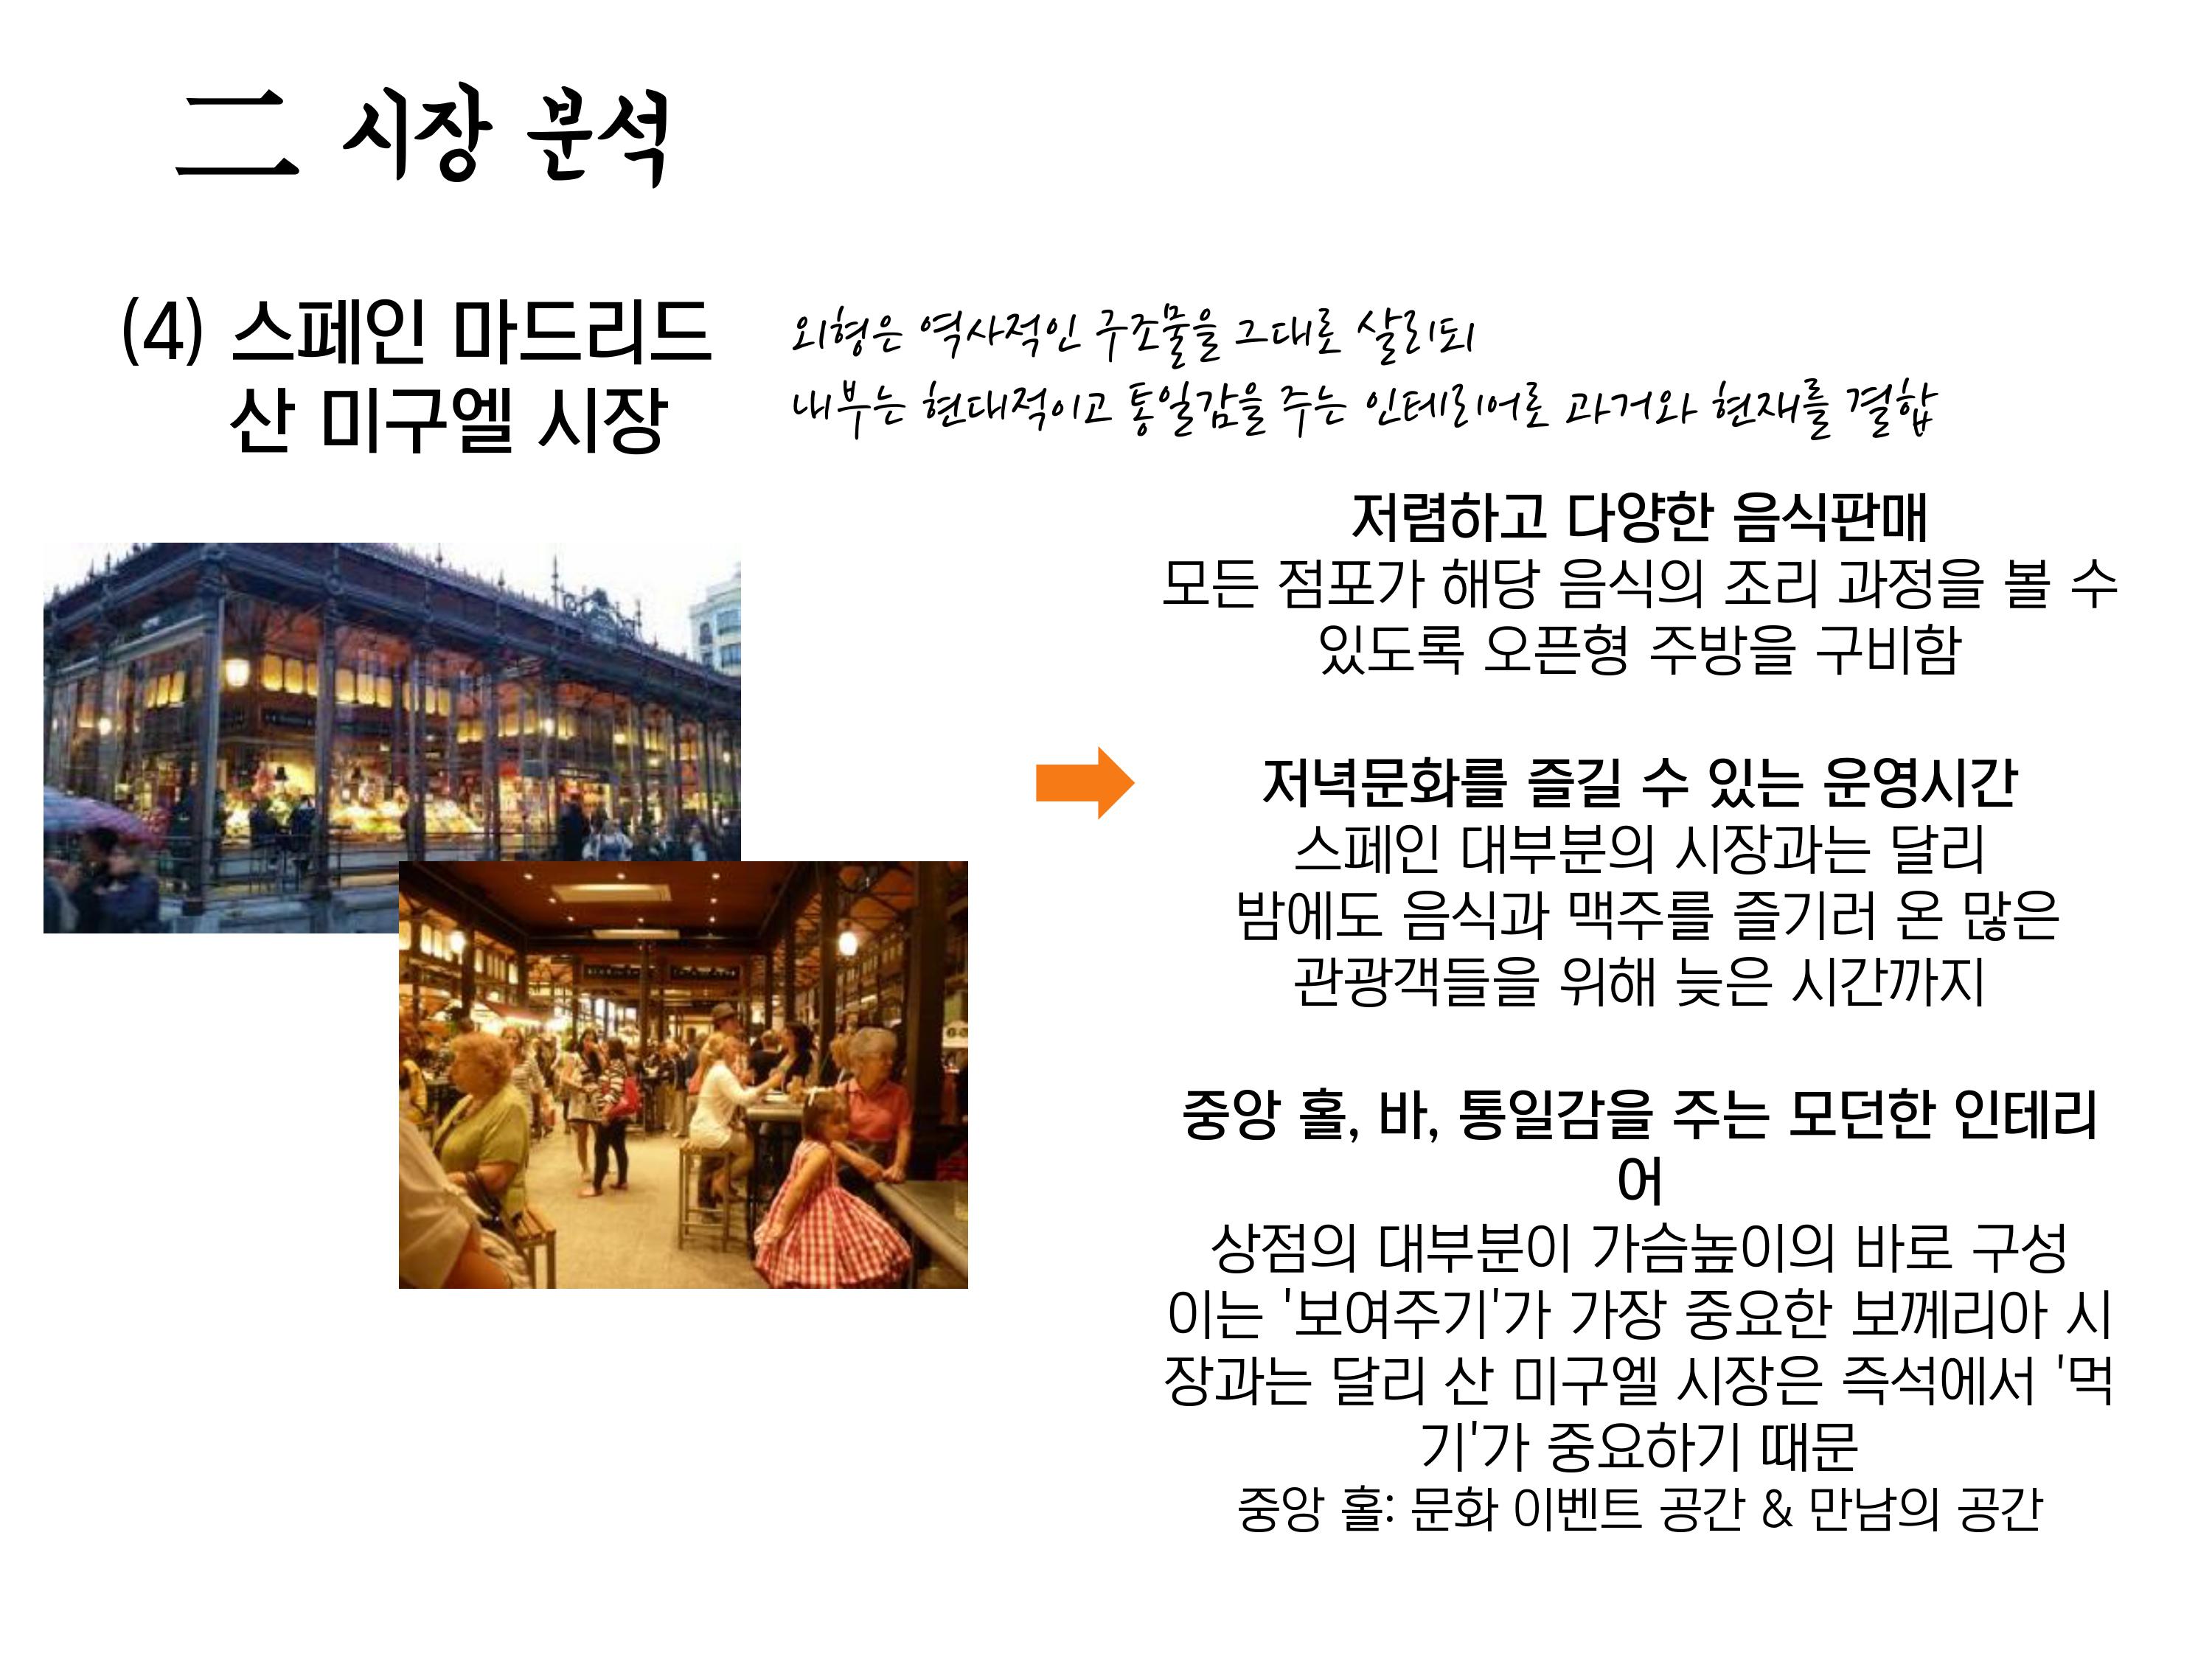 二 시장 분석
(4) 스페인 마드리드
산 미구엘 시장
외형은 역사적인 구조물을 그대로 살리되
내부는 현대적이고 통일감을 주는 인테리어로 과거와 현재를 결합
저렴하고 다양한 음식판매
모든 점포가 해당 음식의 조리 과정을 볼 수
있도록 오픈형 주방을 구비함
저녁문화를 즐길 수 있는 운영시간
스페인 대부분의 시장과는 달리
밤에도 음식과 맥주를 즐기러 온 많은
관광객들을 위해 늦은 시간까지
중앙 홀, 바, 통일감을 주는 모던한 인테리
어
상점의 대부분이 가슴높이의 바로 구성
이는 '보여주기'가 가장 중요한 보께리아 시
장과는 달리 산 미구엘 시장은 즉석에서 '먹
기'가 중요하기 때문
중앙 홀: 문화 이벤트 공간 & 만남의 공간